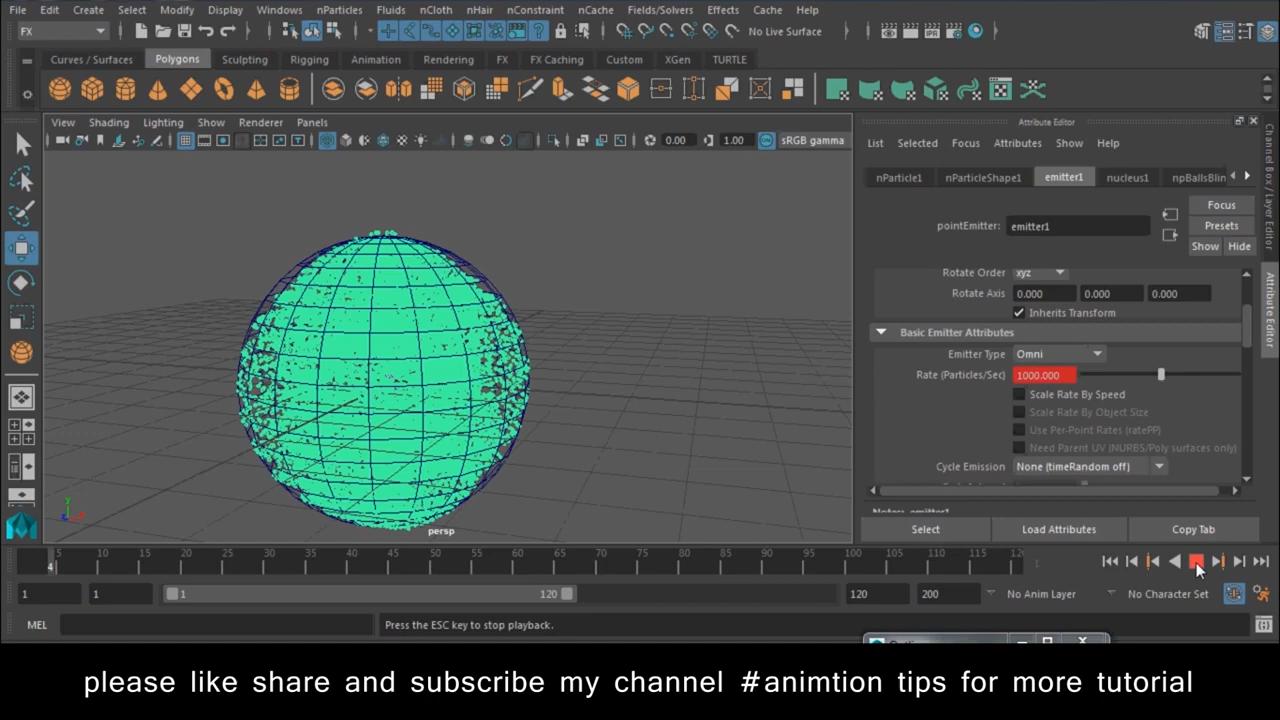 File Edit Create Select Modify Display Windows nParticles Fluids nCloth nHair nConstraint nCache Fields/Solvers Effects Cache Help
FX No Live Surface
Curves / Surfaces Polygons Sculpting Rigging Animation Rendering FX FX Caching Custom XGen TURTLE
View Shading Lighting Show Renderer Panels
0.00 1.00 sRGB gamma
persp
Attribute Editor
List Selected Focus Attributes Show Help
nParticle1 nParticleShape1 emitter1 nucleus1 npBallsBlin
Focus
pointEmitter: emitter1 Presets
Show Hide
Rotate Order xyz
Rotate Axis 0.000 0.000 0.000
Inherits Transform
Basic Emitter Attributes
Emitter Type Omni
Rate (Particles/Sec) 1000.000
Scale Rate By Speed
Scale Rate By Object Size
Use Per-Point Rates (ratePP)
Need Parent UV (NURBS/Poly surfaces only)
Cycle Emission None (timeRandom off)
Select Load Attributes Copy Tab
Channel Box / Layer Editor
Attribute Editor
5 10 15 20 25 30 35 40 45 50 55 60 65 70 75 80 85 90 95 100 105 110 115 12
4
1 1 1 120 120 200 No Anim Layer No Character Set
MEL Press the ESC key to stop playback.
please like share and subscribe my channel #animtion tips for more tutorial